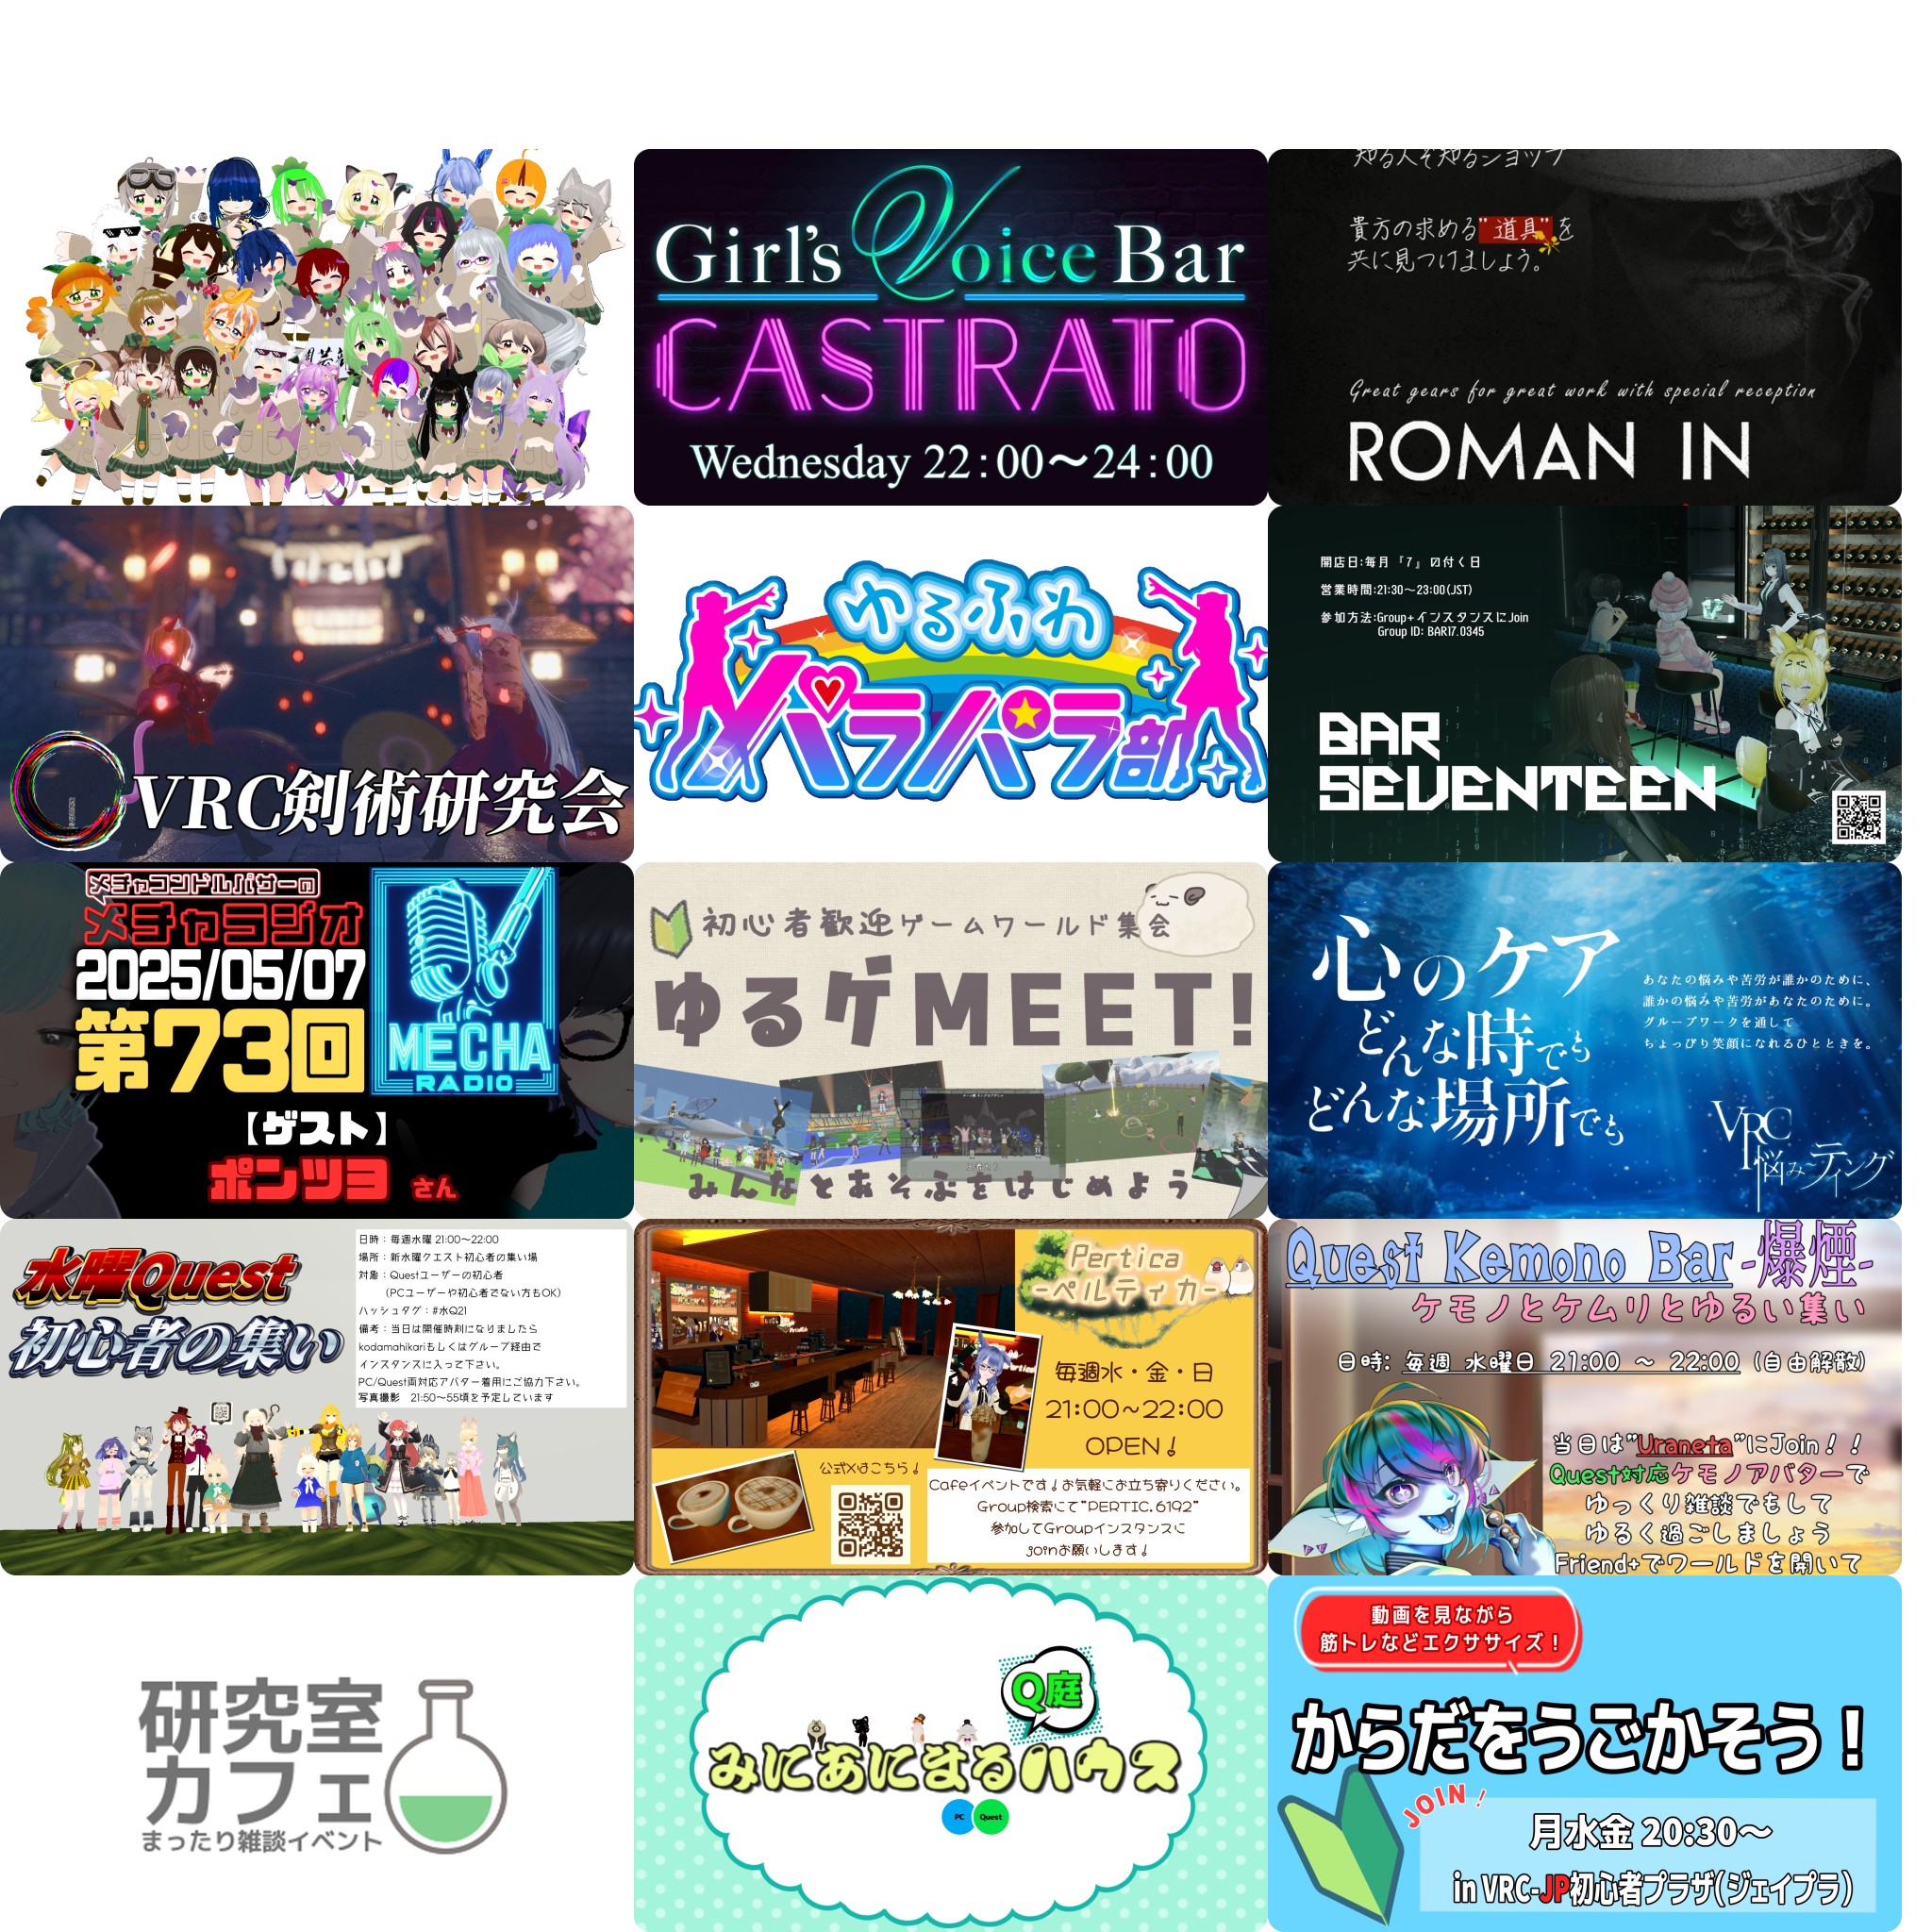 Girl's Voice Bar
CASTRATO
Wednesday 22:00〜24:00
知る人ぞ知るショップ
貴方の求める"道具"を
共に見つけましょう。
Great gears for great work with special reception
ROMAN IN
VRC剣術研究会
ゆるふわ
パラパラ部
開店日:毎月『7』の付く日
営業時間:21:30〜23:00(JST)
参加方法:Group+インスタンスにJoin
Group ID: BAR17.0345
BAR
SEVENTEEN
メチャコンドルバサーの
メチャラジオ
2025/05/07
第73回
MECHA
RADIO
【ゲスト】
ポンツヨ さん
初心者歓迎ゲームワールド集会
ゆるゲMEET!
みんなとあそぶをはじめよう
心のケア
どんな時でも
どんな場所でも
あなたの悩みや苦労が誰かのために、
誰かの悩みや苦労があなたのために。
グループワークを通して
ちょっぴり笑顔になれるひとときを。
VRC
悩み〜ティング
水曜Quest
初心者の集い
日時：毎週水曜 21:00〜22:00
場所：新水曜クエスト初心者の集い場
対象：Questユーザーの初心者
（PCユーザーや初心者でない方もOK）
ハッシュタグ：#水Q21
備考：当日は開催時刻になりましたら
kodamahikariもしくはグループ経由で
インスタンスに入って下さい。
PC/Quest両対応アバター着用にご協力下さい。
写真撮影　21:50〜55頃を予定しています
Pertica
-ペルティカ-
毎週水・金・日
21:00~22:00
OPEN！
公式Xはこちら！
Cafeイベントです！お気軽にお立ち寄りください。
Group検索にて"PERTIC.6192"
参加してGroupインスタンスに
joinお願いします！
Quest Kemono Bar -爆煙-
ケモノとケムリとゆるい集い
日時: 毎週 水曜日 21:00 〜 22:00 (自由解散)
当日は"Uraneta"にJoin！！
Quest対応ケモノアバターで
ゆっくり雑談でもして
ゆるく過ごしましょう
Friend+でワールドを開いて
研究室
カフェ
まったり雑談イベント
Q庭
みにあにまるハウス
PC Quest
動画を見ながら
筋トレなどエクササイズ！
からだをうごかそう！
JOIN！
月水金 20:30〜
in VRC-JP初心者プラザ(ジェイプラ)